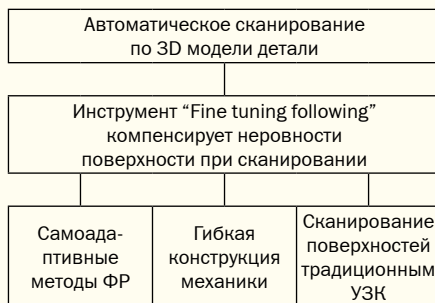 Автоматическое сканирование
по 3D модели детали
Инструмент “Fine tuning following”
компенсирует неровности
поверхности при сканировании
Самоада-
птивные
методы ФР
Гибкая
конструкция
механики
Сканирование
поверхностей
традиционным
УЗК